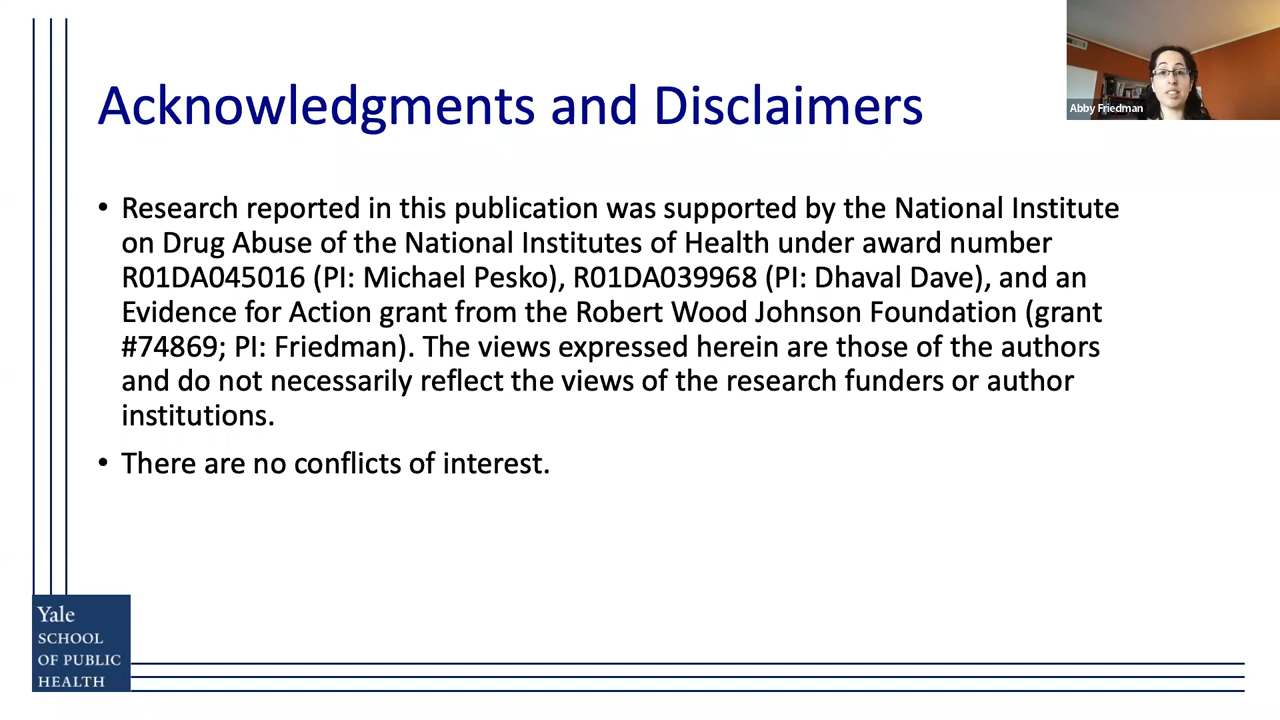 Acknowledgments and Disclaimers
Abby Friedman
• Research reported in this publication was supported by the National Institute
on Drug Abuse of the National Institutes of Health under award number
R01DA045016 (PI: Michael Pesko), R01DA039968 (PI: Dhaval Dave), and an
Evidence for Action grant from the Robert Wood Johnson Foundation (grant
#74869; PI: Friedman). The views expressed herein are those of the authors
and do not necessarily reflect the views of the research funders or author
institutions.
• There are no conflicts of interest.
Yale
SCHOOL
OF PUBLIC
HEALTH